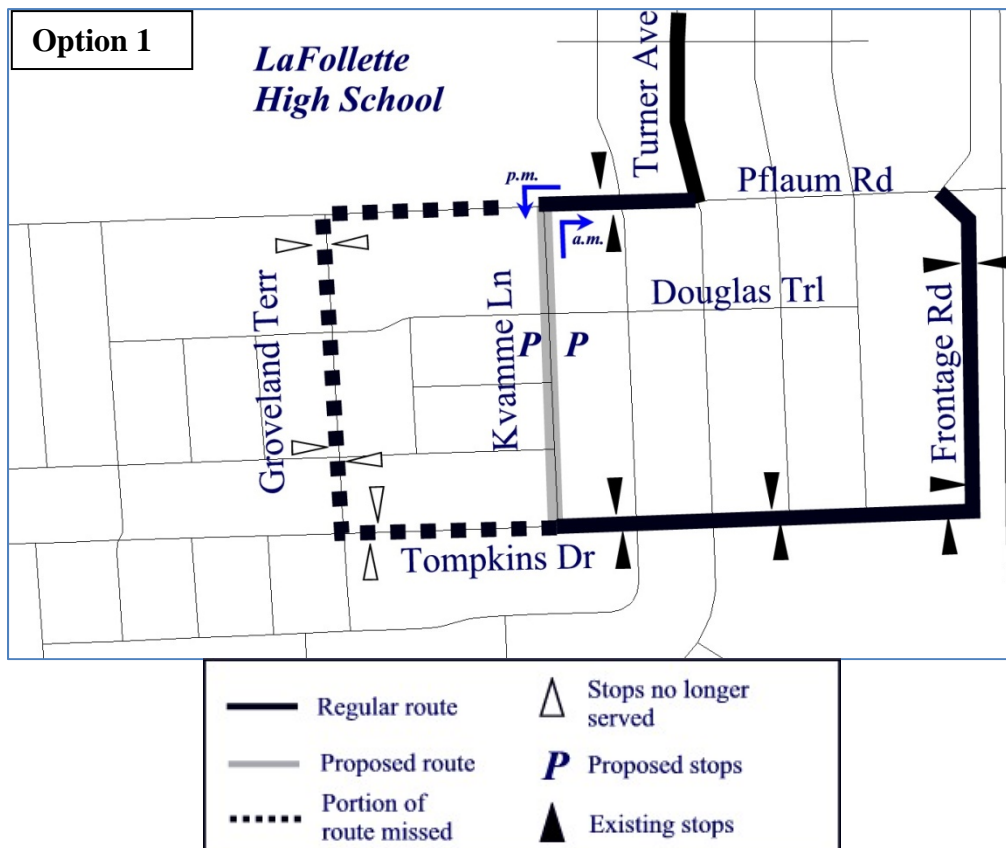 Option 1
LaFollette
High School
Turner Ave
p.m.
Pflaum Rd
a.m.
Douglas Trl
Groveland Terr
Kvamme Ln
P P
Frontage Rd
Tompkins Dr
Regular route
Stops no longer
served
Proposed route
P Proposed stops
Portion of
route missed
Existing stops